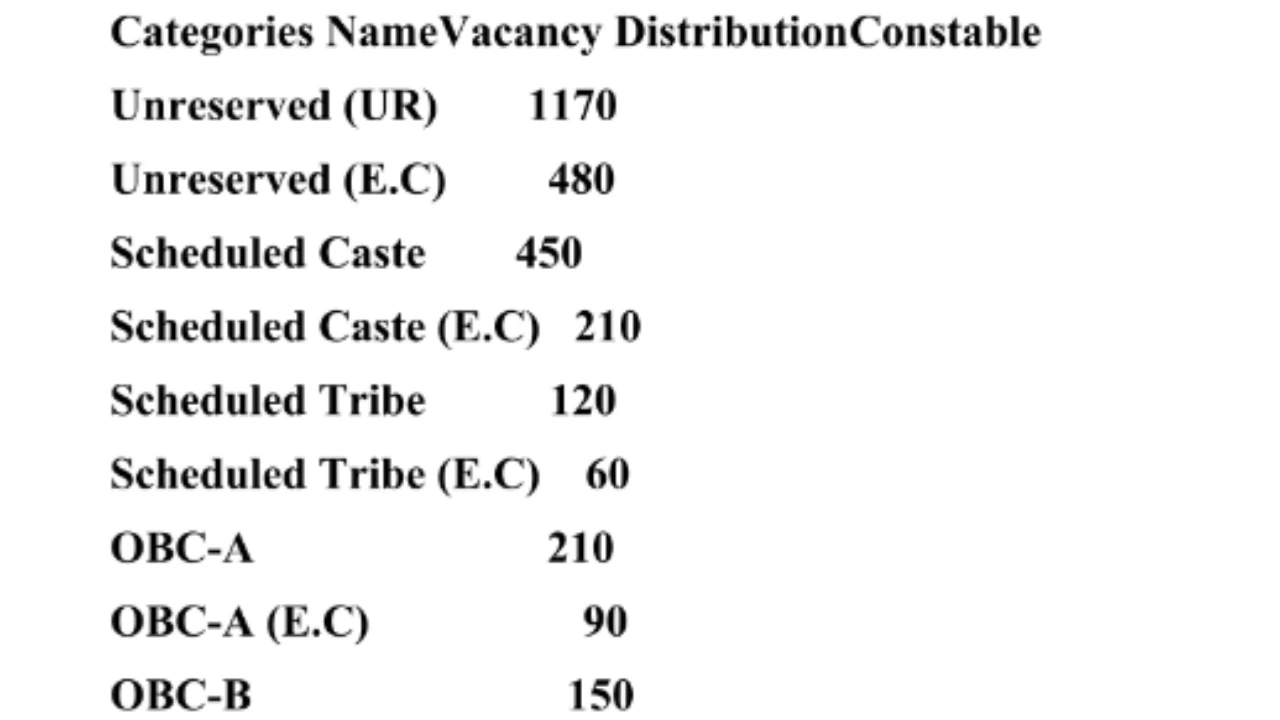 Categories NameVacancy DistributionConstable
Unreserved (UR) 1170
Unreserved (E.C) 480
Scheduled Caste 450
Scheduled Caste (E.C) 210
Scheduled Tribe 120
Scheduled Tribe (E.C) 60
OBC-A 210
OBC-A (E.C) 90
OBC-B 150